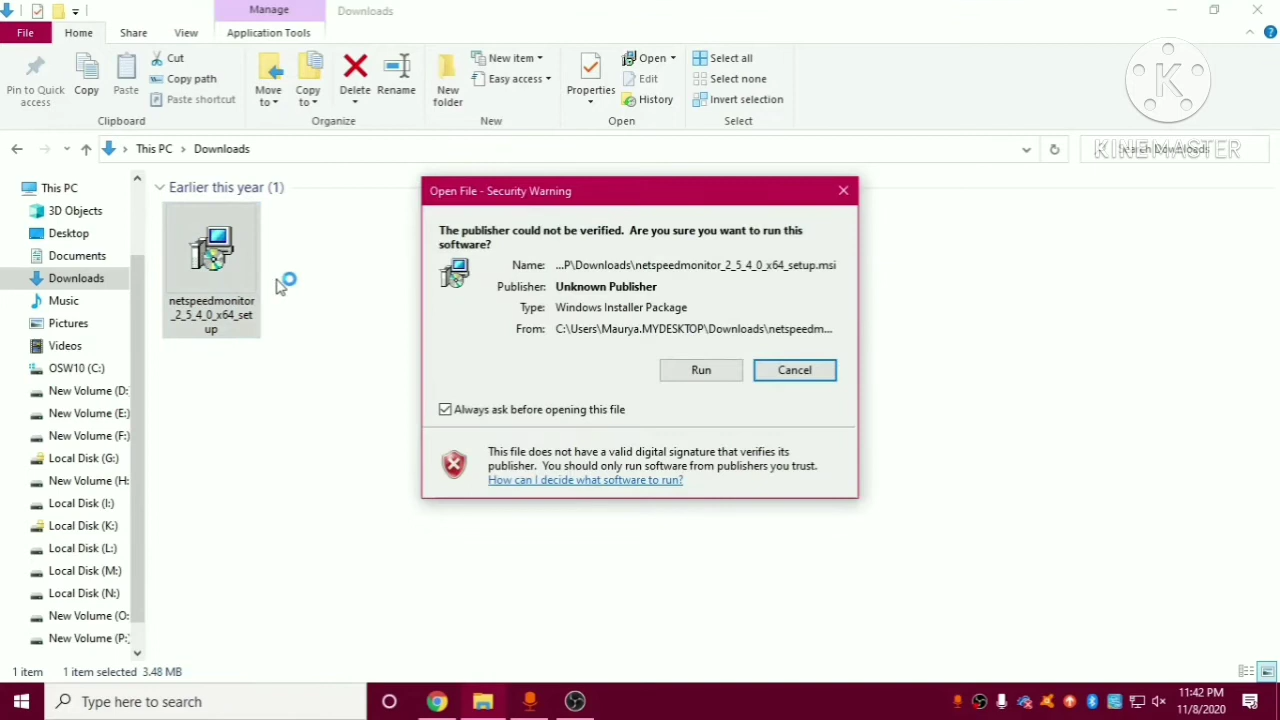 Manage
Downloads
File
Home
Share
View
Application Tools
Pin to Quick
access
Copy
Paste
Cut
Copy path
Paste shortcut
Clipboard
Move
to
Copy
to
Delete
Rename
Organize
New
folder
New item
Easy access
New
Properties
Open
Edit
History
Open
Select all
Select none
Invert selection
Select
K
KINEMASTER
This PC > Downloads
Search Downloads
This PC
3D Objects
Desktop
Documents
Downloads
Music
Pictures
Videos
OSW10 (C:)
New Volume (D:
New Volume (E:)
New Volume (F:)
Local Disk (G:)
New Volume (H:
Local Disk (I:)
Local Disk (K:)
Local Disk (L:)
Local Disk (M:)
Local Disk (N:)
New Volume (O:
New Volume (P:
Earlier this year (1)
netspeedmonitor
_2_5_4_0_x64_set
up
Open File - Security Warning
The publisher could not be verified. Are you sure you want to run this
software?
Name: ...P\Downloads\netspeedmonitor_2_5_4_0_x64_setup.msi
Publisher: Unknown Publisher
Type: Windows Installer Package
From: C:\Users\Maurya.MYDESKTOP\Downloads\netspeedm...
Run
Cancel
Always ask before opening this file
This file does not have a valid digital signature that verifies its
publisher. You should only run software from publishers you trust.
How can I decide what software to run?
1 item
1 item selected 3.48 MB
Type here to search
11:42 PM
11/8/2020